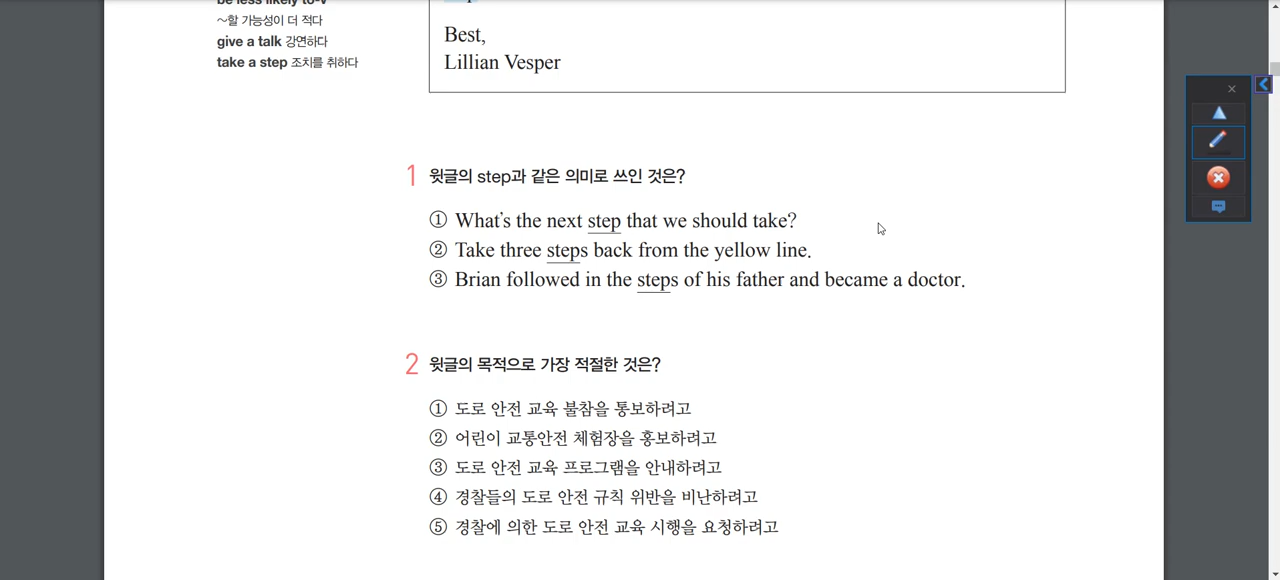 be less likely to-v
~할 가능성이 더 적다
give a talk 강연하다
take a step 조치를 취하다
Best,
Lillian Vesper
1 윗글의 step과 같은 의미로 쓰인 것은?
① What's the next step that we should take?
② Take three steps back from the yellow line.
③ Brian followed in the steps of his father and became a doctor.
2 윗글의 목적으로 가장 적절한 것은?
① 도로 안전 교육 불참을 통보하려고
② 어린이 교통안전 체험장을 홍보하려고
③ 도로 안전 교육 프로그램을 안내하려고
④ 경찰들의 도로 안전 규칙 위반을 비난하려고
⑤ 경찰에 의한 도로 안전 교육 시행을 요청하려고